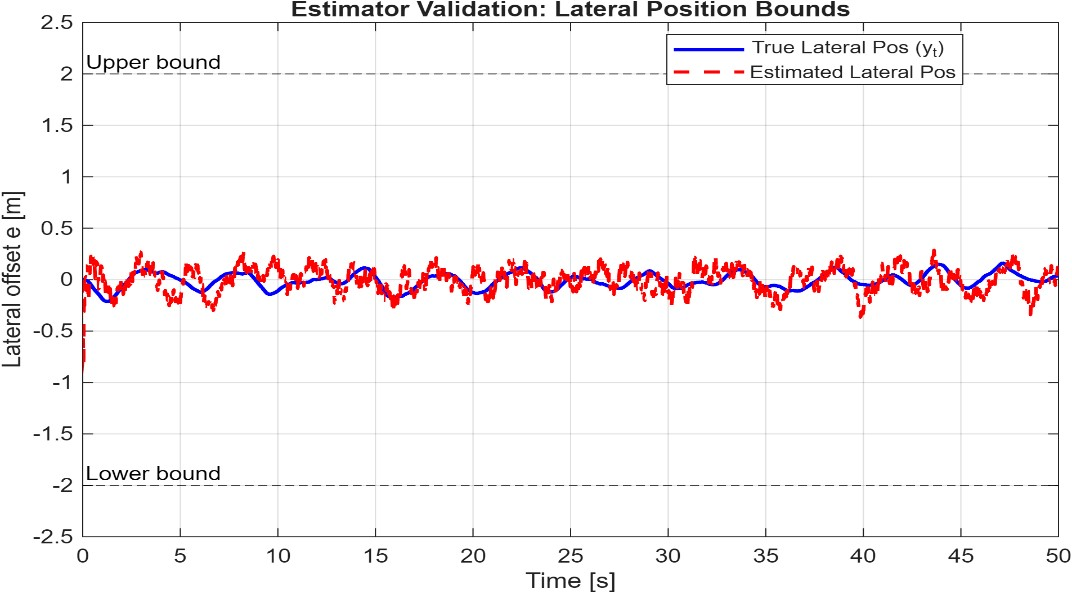 Estimator Validation: Lateral Position Bounds
2.5
2
1.5
1
0.5
0
-0.5
-1
-1.5
-2
-2.5
Lateral offset e [m]
Upper bound
Lower bound
True Lateral Pos (yₜ)
Estimated Lateral Pos
0 5 10 15 20 25 30 35 40 45 50
Time [s]